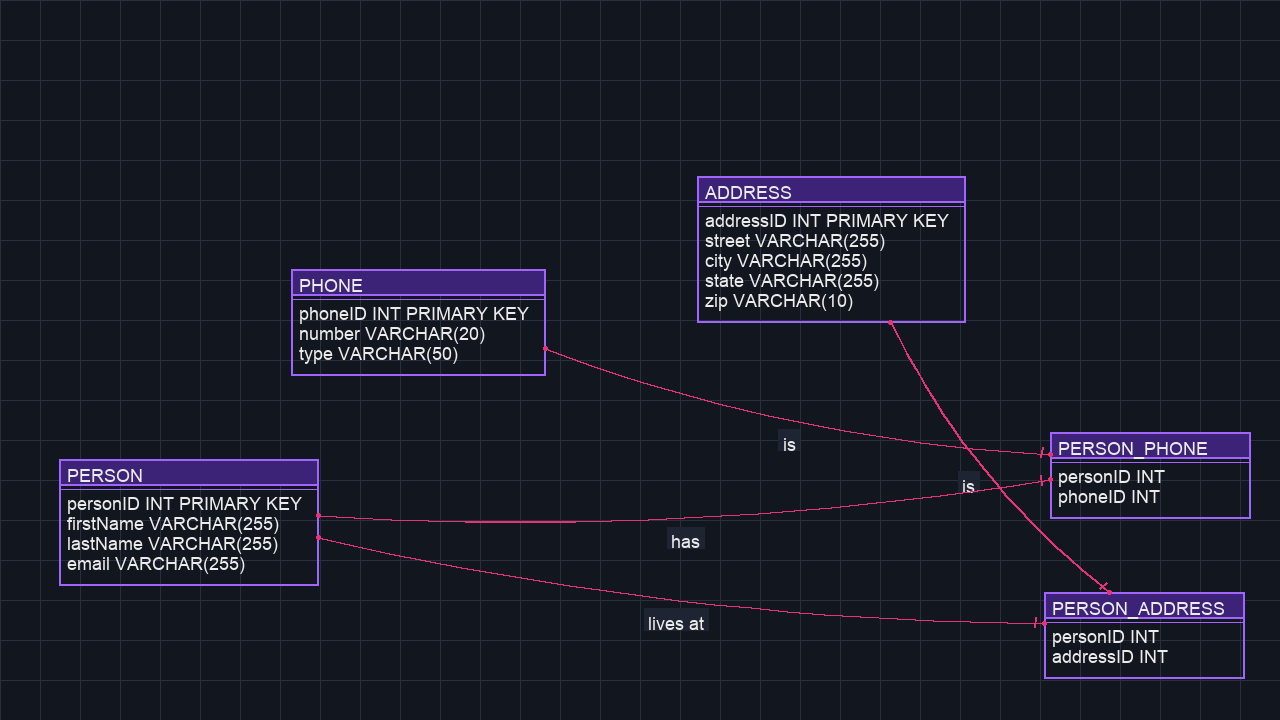 ADDRESS
addressID INT PRIMARY KEY
street VARCHAR(255)
city VARCHAR(255)
state VARCHAR(255)
zip VARCHAR(10)
PHONE
phoneID INT PRIMARY KEY
number VARCHAR(20)
type VARCHAR(50)
is
PERSON_PHONE
personID INT
phoneID INT
PERSON
personID INT PRIMARY KEY
firstName VARCHAR(255)
lastName VARCHAR(255)
email VARCHAR(255)
is
has
lives at
PERSON_ADDRESS
personID INT
addressID INT